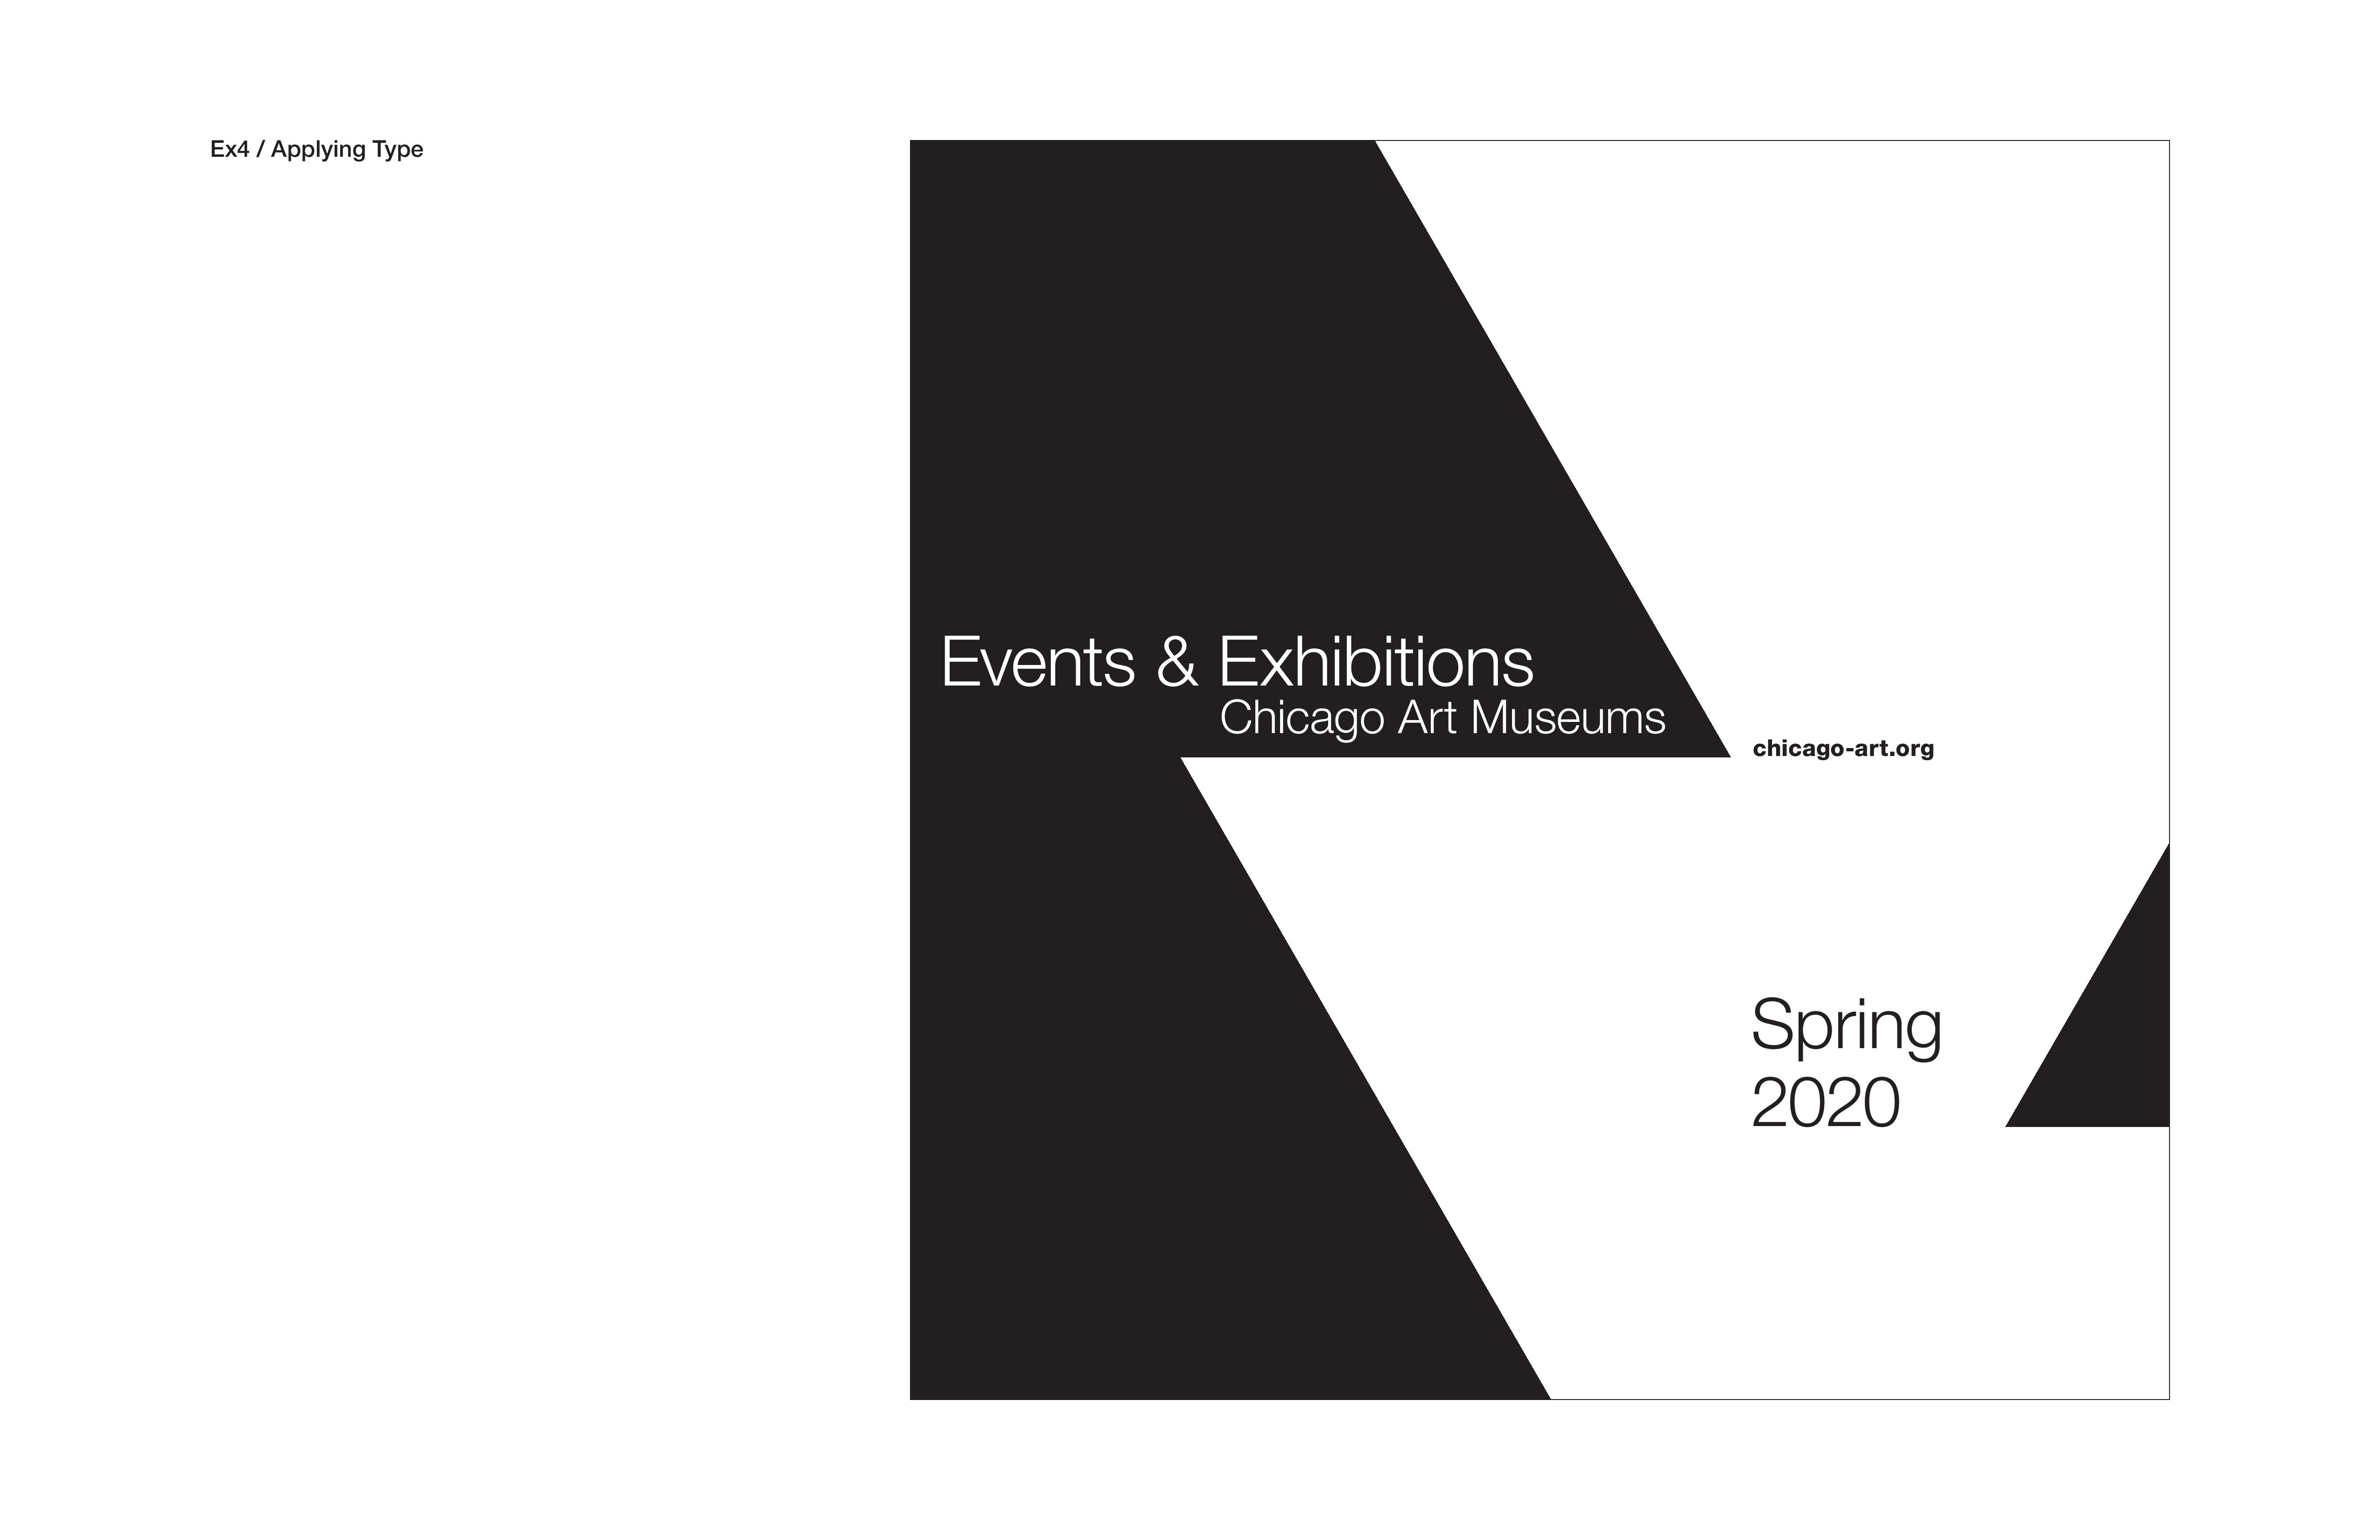 Ex4 / Applying Type
Events & Exhibitions
Chicago Art Museums
chicago-art.org
Spring
2020